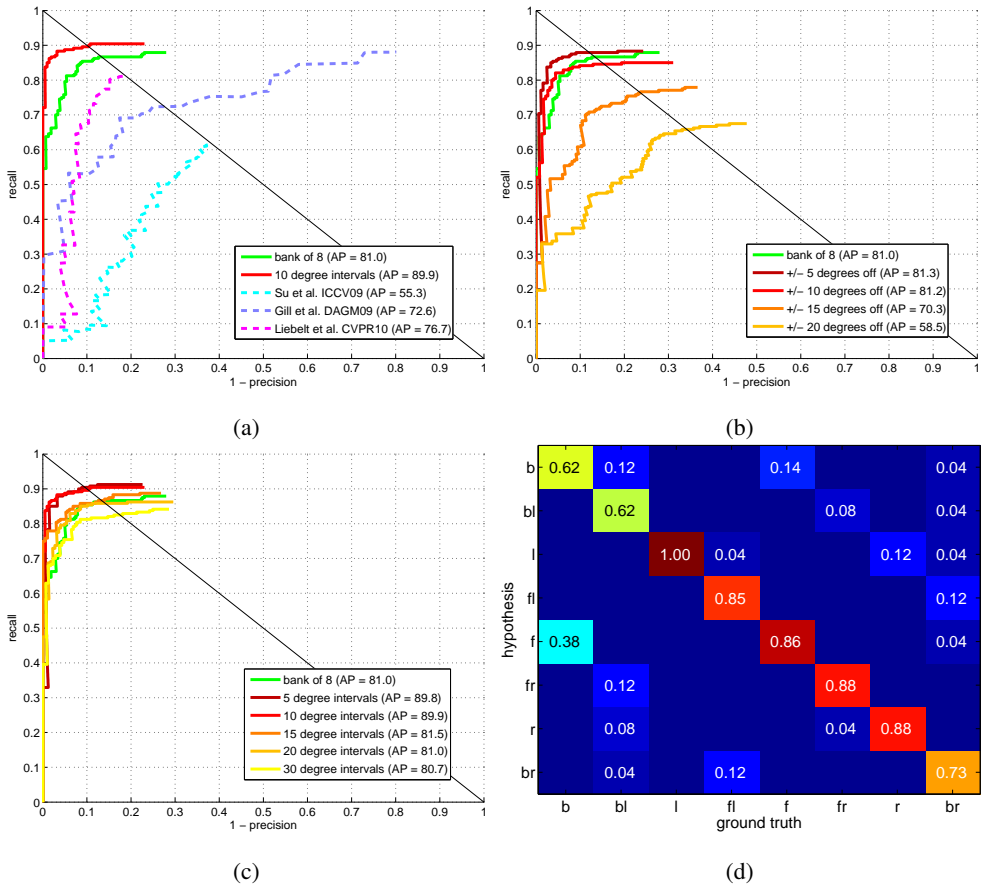 1
0.9
0.8
0.7
0.6
0.5
0.4
0.3
0.2
0.1
0
recall
0 0.1 0.2 0.3 0.4 0.5 0.6 0.7 0.8 0.9 1
1 − precision
bank of 8 (AP = 81.0)
10 degree intervals (AP = 89.9)
Su et al. ICCV09 (AP = 55.3)
Gill et al. DAGM09 (AP = 72.6)
Liebelt et al. CVPR10 (AP = 76.7)
(a)
1
0.9
0.8
0.7
0.6
0.5
0.4
0.3
0.2
0.1
0
recall
0 0.1 0.2 0.3 0.4 0.5 0.6 0.7 0.8 0.9 1
1 − precision
bank of 8 (AP = 81.0)
+/− 5 degrees off (AP = 81.3)
+/− 10 degrees off (AP = 81.2)
+/− 15 degrees off (AP = 70.3)
+/− 20 degrees off (AP = 58.5)
(b)
1
0.9
0.8
0.7
0.6
0.5
0.4
0.3
0.2
0.1
0
recall
0 0.1 0.2 0.3 0.4 0.5 0.6 0.7 0.8 0.9 1
1 − precision
bank of 8 (AP = 81.0)
5 degree intervals (AP = 89.8)
10 degree intervals (AP = 89.9)
15 degree intervals (AP = 81.5)
20 degree intervals (AP = 81.0)
30 degree intervals (AP = 80.7)
(c)
hypothesis
b 0.62 0.12 0.14 0.04
bl 0.62 0.08 0.04
l 1.00 0.04 0.12 0.04
fl 0.85 0.12
f 0.38 0.86 0.04
fr 0.12 0.88
r 0.08 0.04 0.88
br 0.04 0.12 0.73
b bl l fl f fr r br
ground truth
(d)